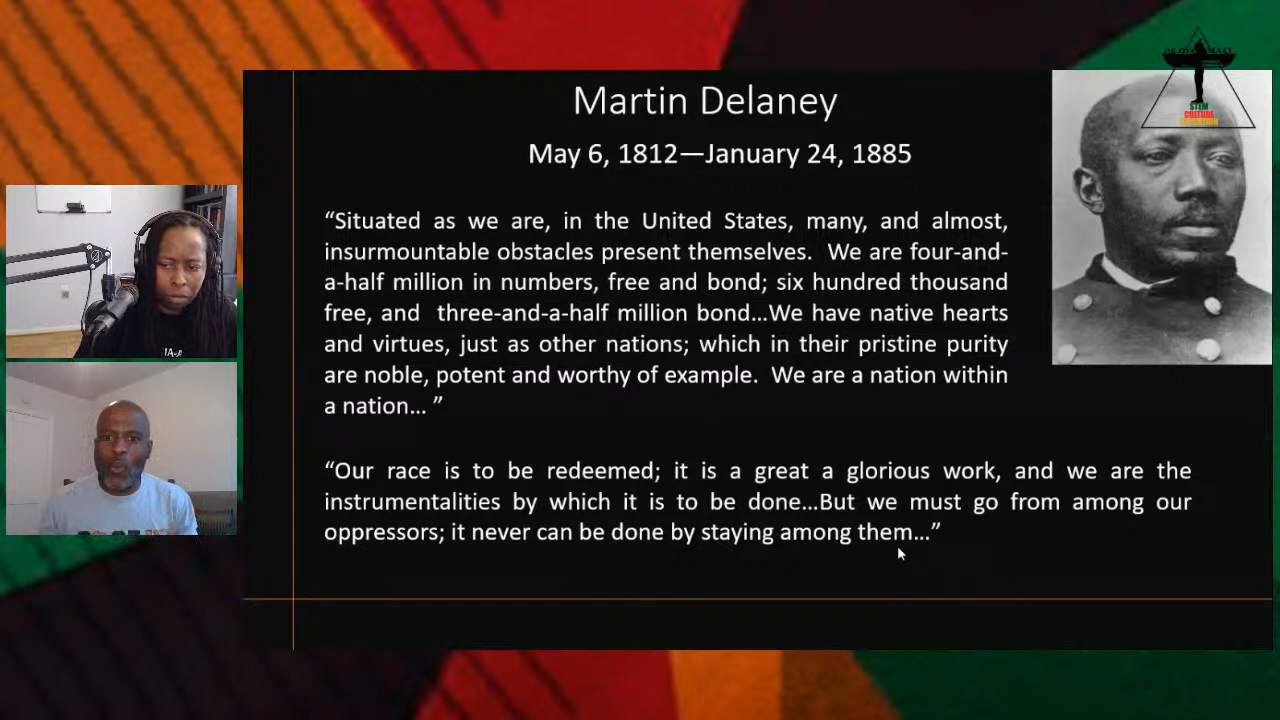 Martin Delaney
May 6, 1812—January 24, 1885
“Situated as we are, in the United States, many, and almost,
insurmountable obstacles present themselves.  We are four-and-
a-half million in numbers, free and bond; six hundred thousand
free, and  three-and-a-half million bond…We have native hearts
and virtues, just as other nations; which in their pristine purity
are noble, potent and worthy of example.  We are a nation within
a nation… ”
“Our race is to be redeemed; it is a great a glorious work, and we are the
instrumentalities by which it is to be done…But we must go from among our
oppressors; it never can be done by staying among them…”
STEM
CULTURE